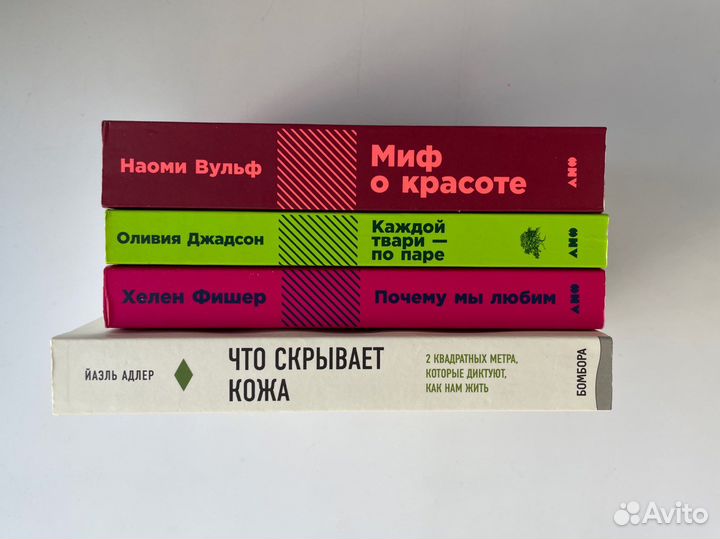 Наоми Вульф
Миф
о красоте
Оливия Джадсон
Каждой
твари —
по паре
Хелен Фишер
Почему мы любим
ЙАЭЛЬ АДЛЕР
ЧТО СКРЫВАЕТ
КОЖА
2 КВАДРАТНЫХ МЕТРА,
КОТОРЫЕ ДИКТУЮТ,
КАК НАМ ЖИТЬ
БОМБОРА
Avito